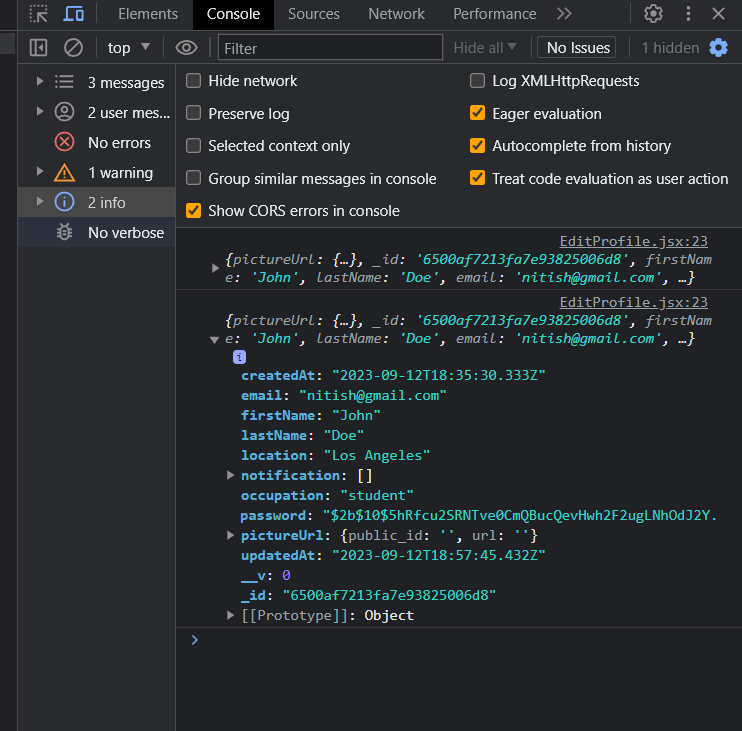 Elements Console Sources Network Performance
top Filter Hide all No Issues 1 hidden
3 messages
2 user mes...
No errors
1 warning
2 info
No verbose
Hide network Log XMLHttpRequests
Preserve log Eager evaluation
Selected context only Autocomplete from history
Group similar messages in console Treat code evaluation as user action
Show CORS errors in console
EditProfile.jsx:23
{pictureUrl: {…}, _id: '6500af7213fa7e93825006d8', firstNam
e: 'John', lastName: 'Doe', email: 'nitish@gmail.com', …}
EditProfile.jsx:23
{pictureUrl: {…}, _id: '6500af7213fa7e93825006d8', firstNam
e: 'John', lastName: 'Doe', email: 'nitish@gmail.com', …}
i
createdAt: "2023-09-12T18:35:30.333Z"
email: "nitish@gmail.com"
firstName: "John"
lastName: "Doe"
location: "Los Angeles"
notification: []
occupation: "student"
password: "$2b$10$5hRfcu2SRNTve0CmQBucQevHwh2F2ugLNhOdJ2Y.
pictureUrl: {public_id: '', url: ''}
updatedAt: "2023-09-12T18:57:45.432Z"
__v: 0
_id: "6500af7213fa7e93825006d8"
[[Prototype]]: Object